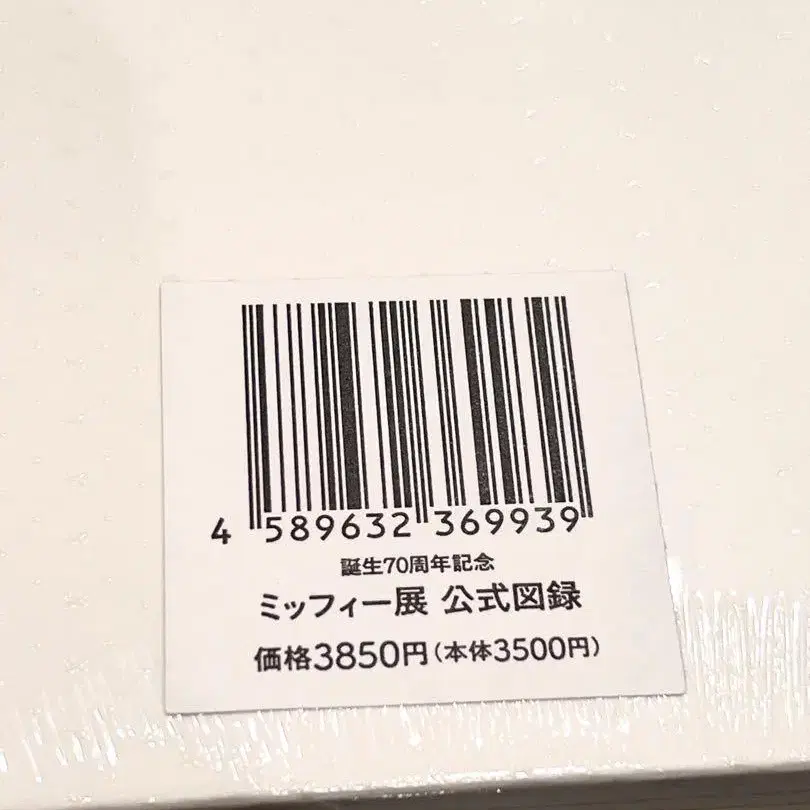 4 589632 369939
誕生70周年記念
ミッフィー展 公式図録
価格3850円(本体3500円)